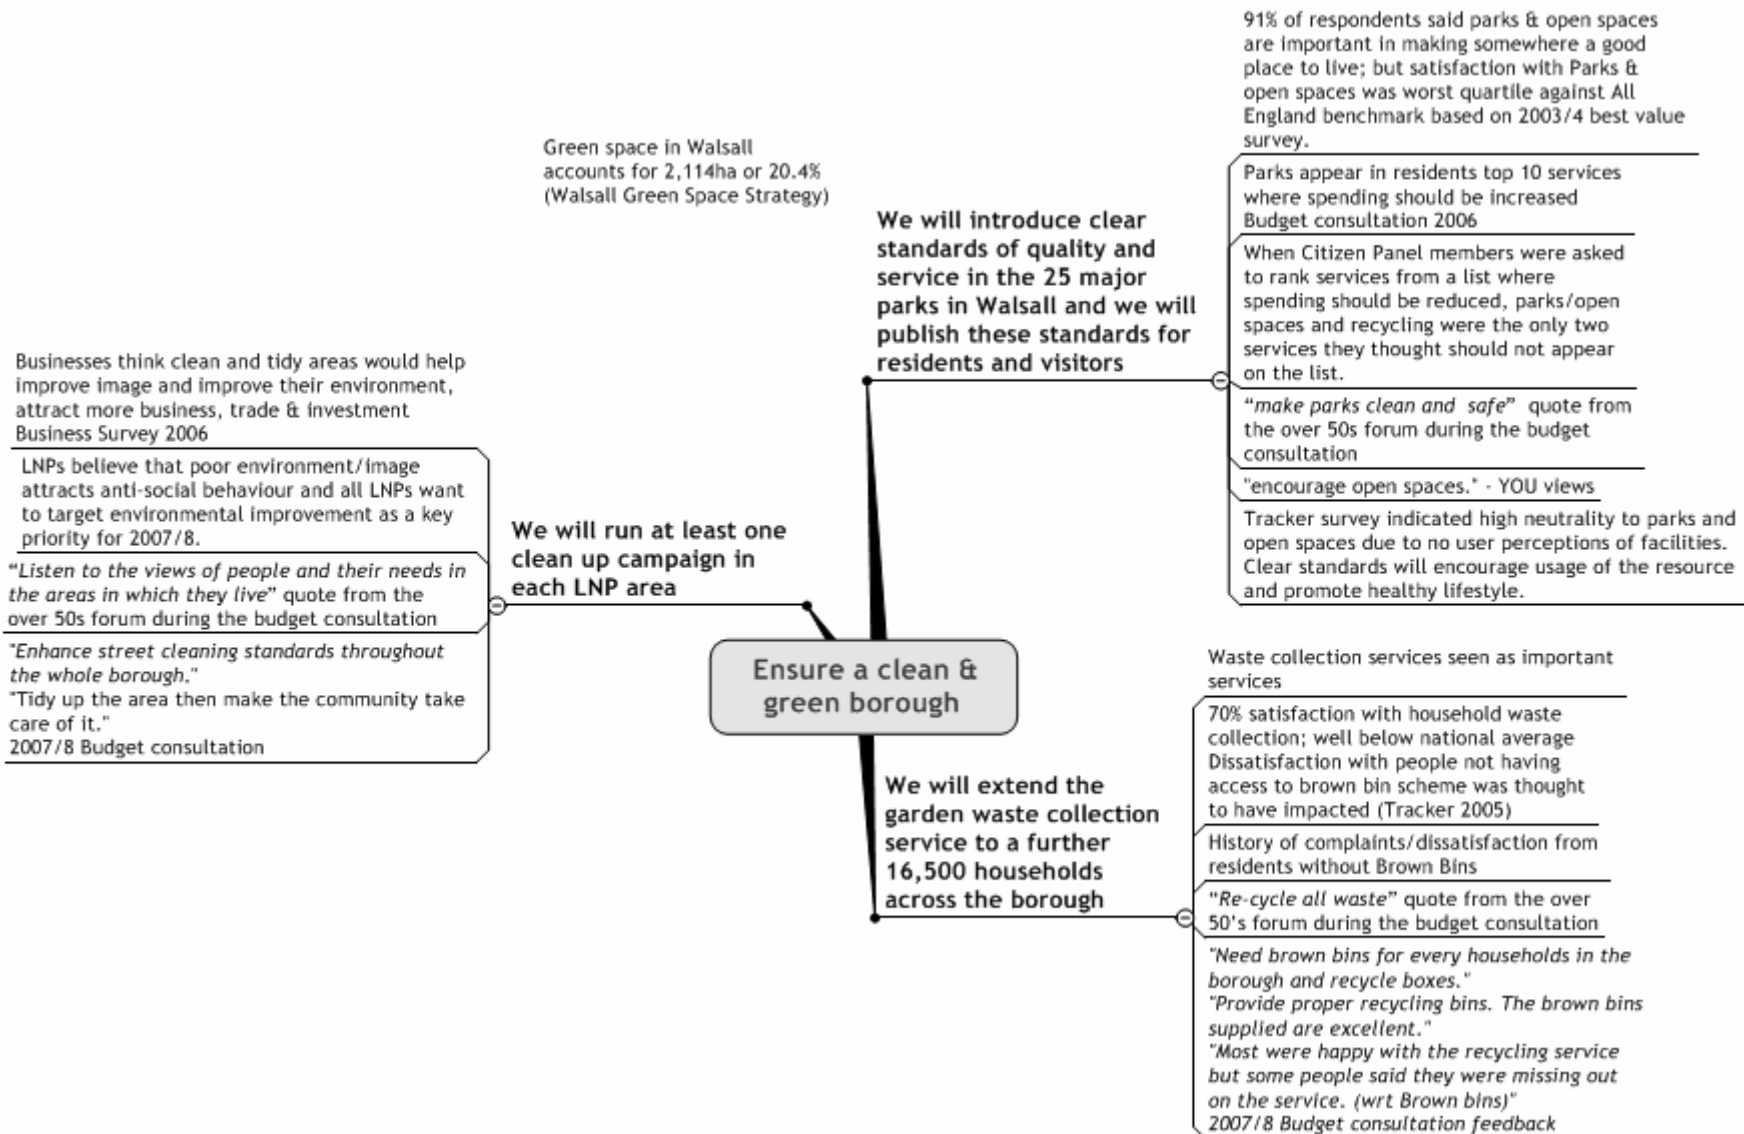 91% of respondents said parks & open spaces
are important in making somewhere a good
place to live; but satisfaction with Parks &
open spaces was worst quartile against All
England benchmark based on 2003/4 best value
survey.
Green space in Walsall
accounts for 2,114ha or 20.4%
(Walsall Green Space Strategy)
Parks appear in residents top 10 services
where spending should be increased
Budget consultation 2006
We will introduce clear
standards of quality and
service in the 25 major
parks in Walsall and we will
publish these standards for
residents and visitors
When Citizen Panel members were asked
to rank services from a list where
spending should be reduced, parks/open
spaces and recycling were the only two
services they thought should not appear
on the list.
“make parks clean and  safe”  quote from
the over 50s forum during the budget
consultation
"encourage open spaces." - YOU views
Tracker survey indicated high neutrality to parks and
open spaces due to no user perceptions of facilities.
Clear standards will encourage usage of the resource
and promote healthy lifestyle.
Businesses think clean and tidy areas would help
improve image and improve their environment,
attract more business, trade & investment
Business Survey 2006
LNPs believe that poor environment/image
attracts anti-social behaviour and all LNPs want
to target environmental improvement as a key
priority for 2007/8.
“Listen to the views of people and their needs in
the areas in which they live” quote from the
over 50s forum during the budget consultation
"Enhance street cleaning standards throughout
the whole borough."
"Tidy up the area then make the community take
care of it."
2007/8 Budget consultation
We will run at least one
clean up campaign in
each LNP area
Ensure a clean &
green borough
We will extend the
garden waste collection
service to a further
16,500 households
across the borough
Waste collection services seen as important
services
70% satisfaction with household waste
collection; well below national average
Dissatisfaction with people not having
access to brown bin scheme was thought
to have impacted (Tracker 2005)
History of complaints/dissatisfaction from
residents without Brown Bins
“Re-cycle all waste” quote from the over
50's forum during the budget consultation
"Need brown bins for every households in the
borough and recycle boxes."
"Provide proper recycling bins. The brown bins
supplied are excellent."
"Most were happy with the recycling service
but some people said they were missing out
on the service. (wrt Brown bins)"
2007/8 Budget consultation feedback